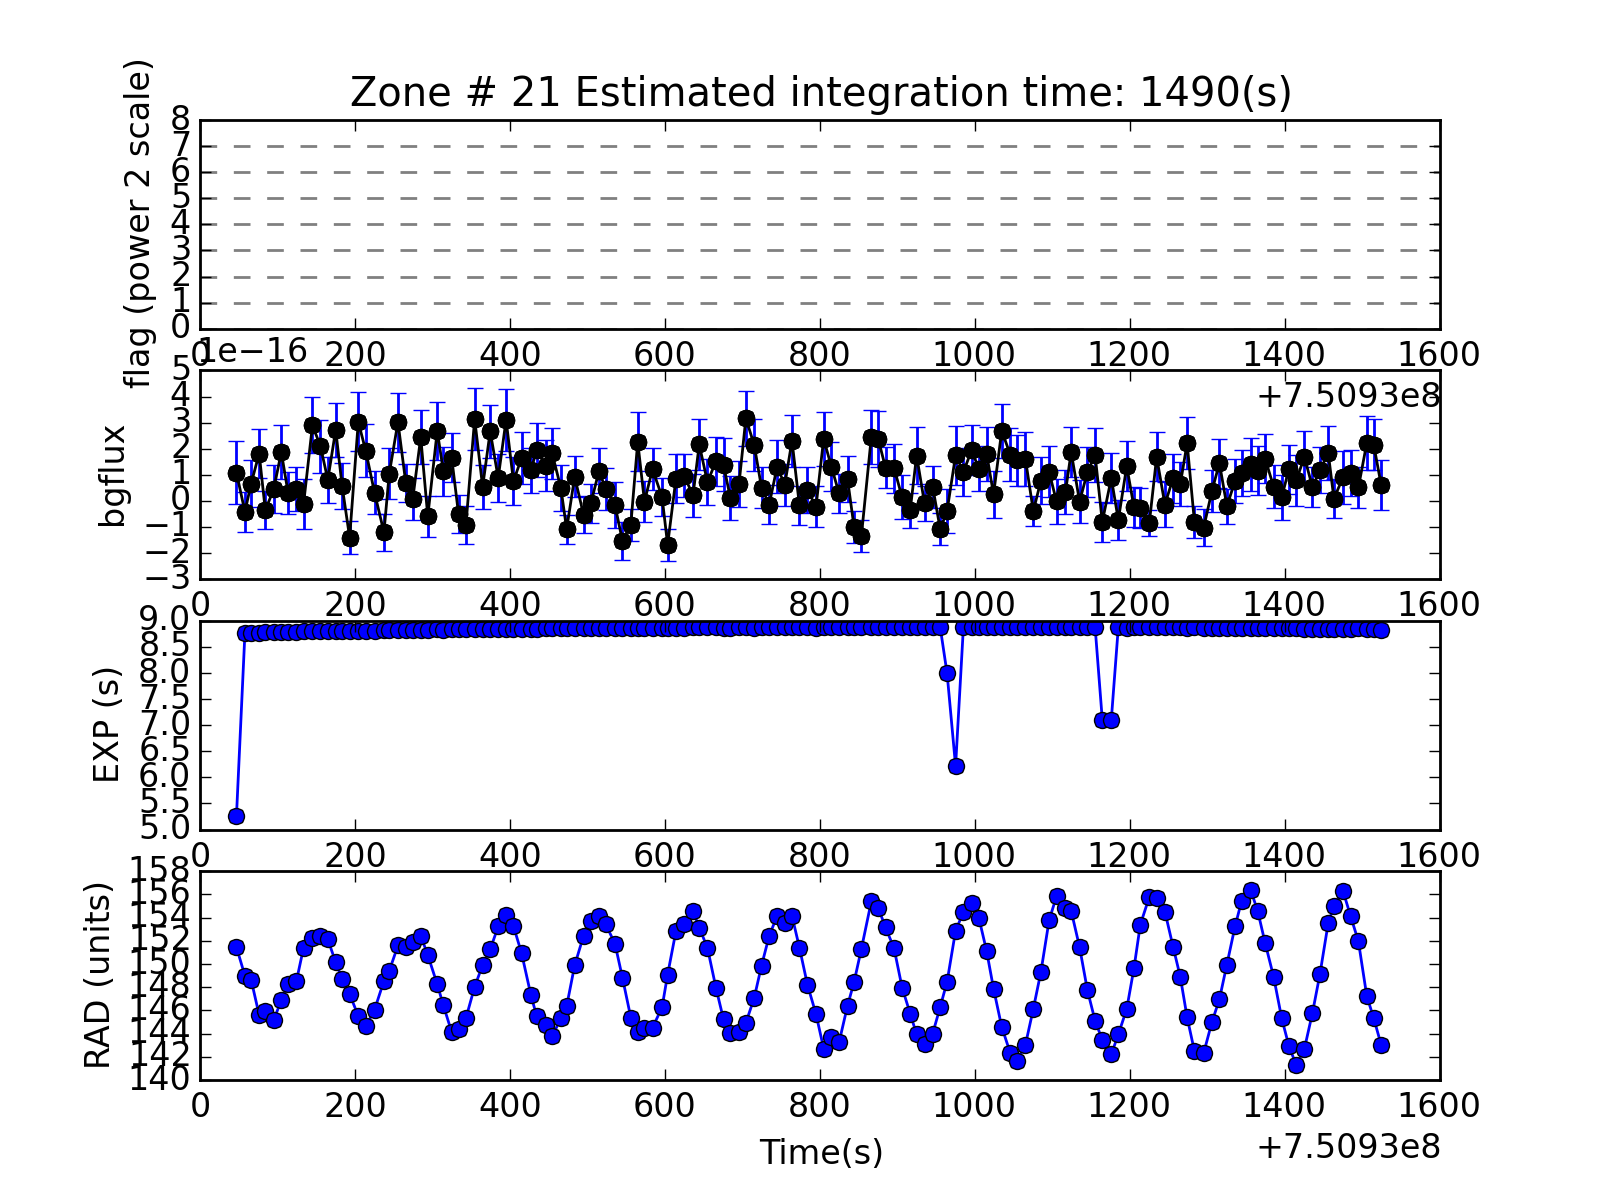 Zone # 21 Estimated integration time: 1490(s)
flag (power 2 scale)
8
7
6
5
4
3
2
1
0
0 200 400 600 800 1000 1200 1400 1600
+7.5093e8
1e−16
bgflux
5
4
3
2
1
0
−1
−2
−3
0 200 400 600 800 1000 1200 1400 1600
EXP (s)
9.0
8.5
8.0
7.5
7.0
6.5
6.0
5.5
5.0
0 200 400 600 800 1000 1200 1400 1600
RAD (units)
158
156
154
152
150
148
146
144
142
140
0 200 400 600 800 1000 1200 1400 1600
Time(s)
+7.5093e8